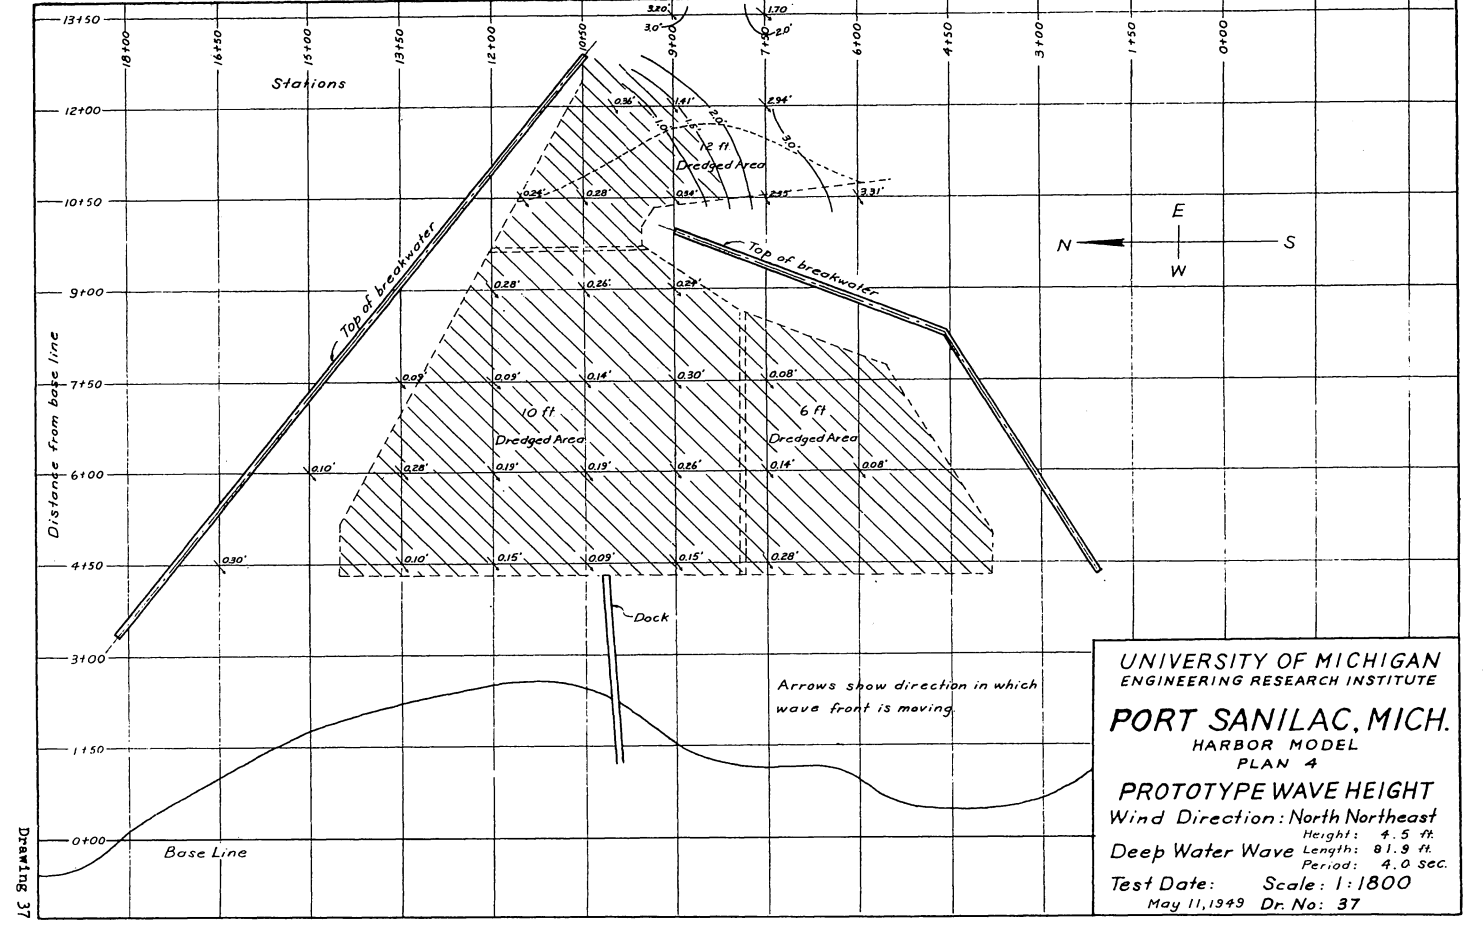 13+50
3.20'
3.0'
1.70
2.0'
18+00
16+50
15+00
13+50
12+00
10+50
9+00
7+50
6+00
4+50
3+00
1+50
0+00
Stations
12+00
0.36'
1.41'
2.94'
1.0'
1.5'
2.0'
3.0'
12 ft.
Dredged Area
10+50
0.24'
0.28'
0.94'
3.31'
E
N
S
W
Top of breakwater
Top of breakwater
9+00
0.28'
0.26'
0.24'
Distance from base line
7+50
0.09'
0.09'
0.14'
0.30'
0.08'
10 ft
Dredged Area
6 ft
Dredged Area
6+00
0.10'
0.28'
0.19'
0.19'
0.26'
0.14'
0.08'
4+50
0.30'
0.10'
0.15'
0.09'
0.15'
0.28'
Dock
3+00
Arrows show direction in which
wave front is moving.
1+50
0+00
Base Line
UNIVERSITY OF MICHIGAN
ENGINEERING RESEARCH INSTITUTE
PORT SANILAC, MICH.
HARBOR MODEL
PLAN 4
PROTOTYPE WAVE HEIGHT
Wind Direction: North Northeast
Deep Water Wave
Height: 4.5 ft.
Length: 81.9 ft.
Period: 4.0 sec.
Test Date: Scale: 1:1800
May 11, 1949 Dr. No: 37
Drawing 37